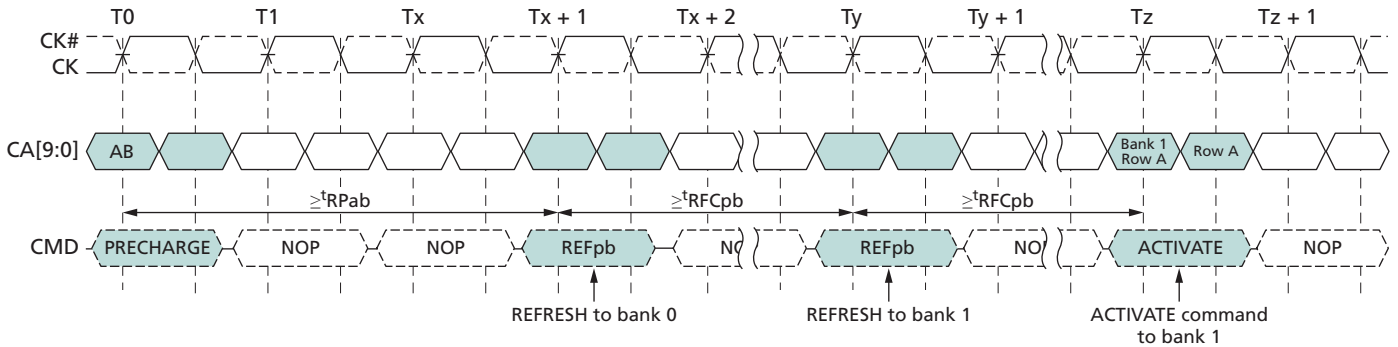 T0 T1 Tx Tx + 1 Tx + 2 Ty Ty + 1 Tz Tz + 1
CK#
CK
CA[9:0] AB Bank 1 Row A Row A
≥tRPab ≥tRFCpb ≥tRFCpb
CMD PRECHARGE NOP NOP REFpb REFpb ACTIVATE NOP
REFRESH to bank 0 REFRESH to bank 1 ACTIVATE command
to bank 1